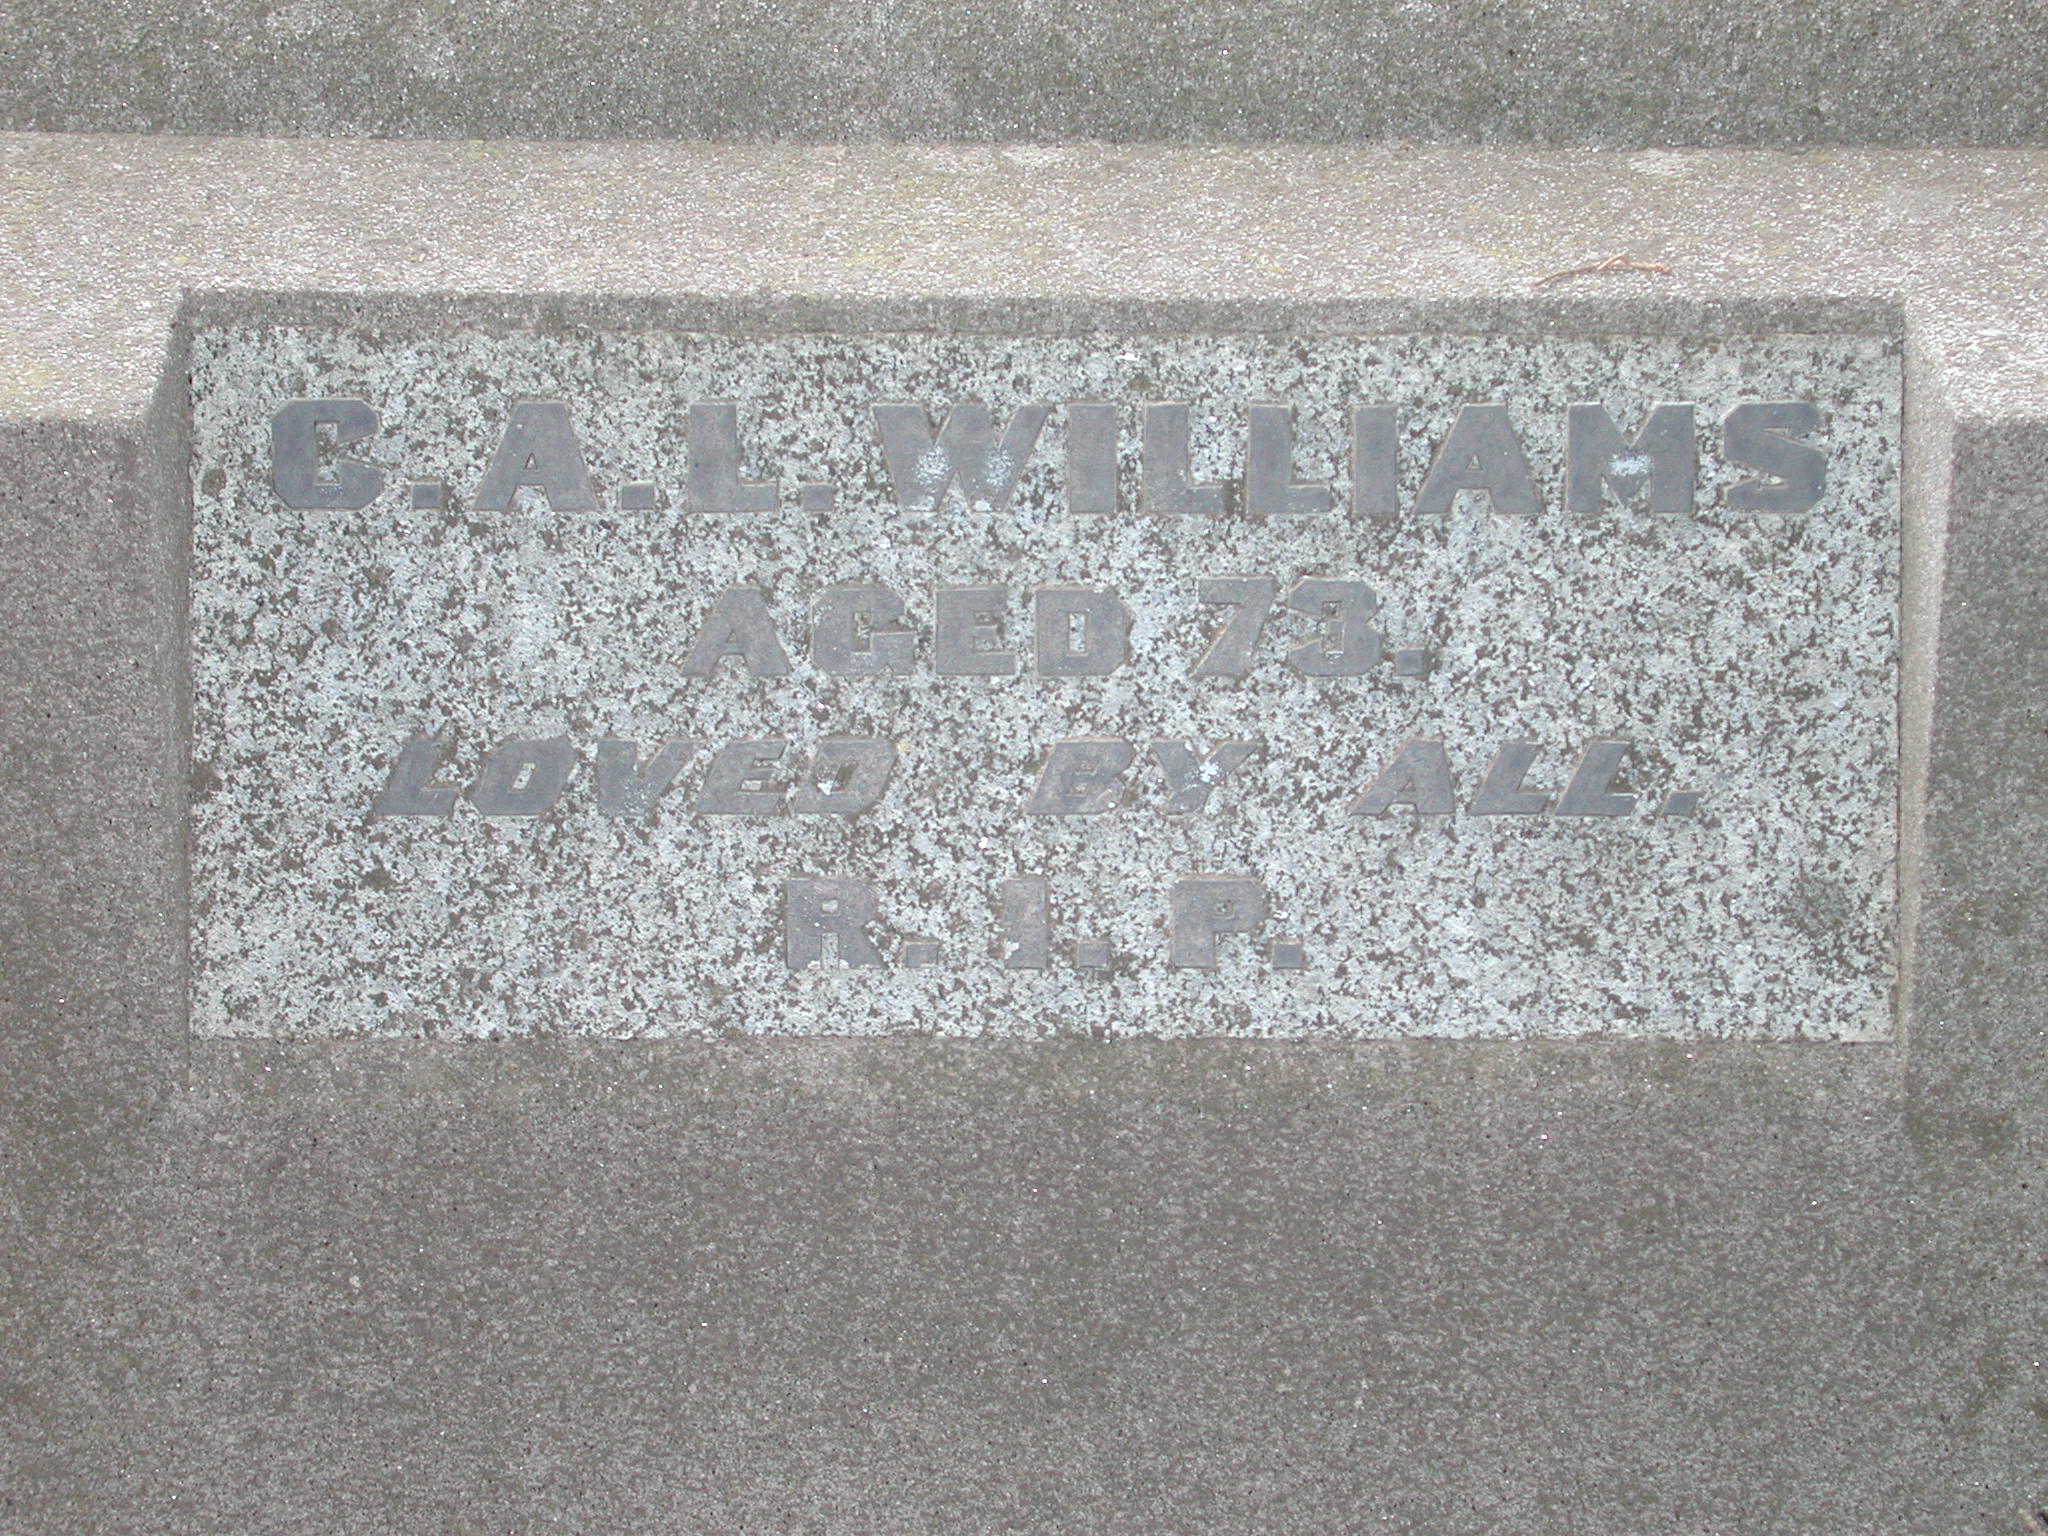 C.A.L. WILLIAMS
AGED 73.
LOVED BY ALL.
R.I.P.